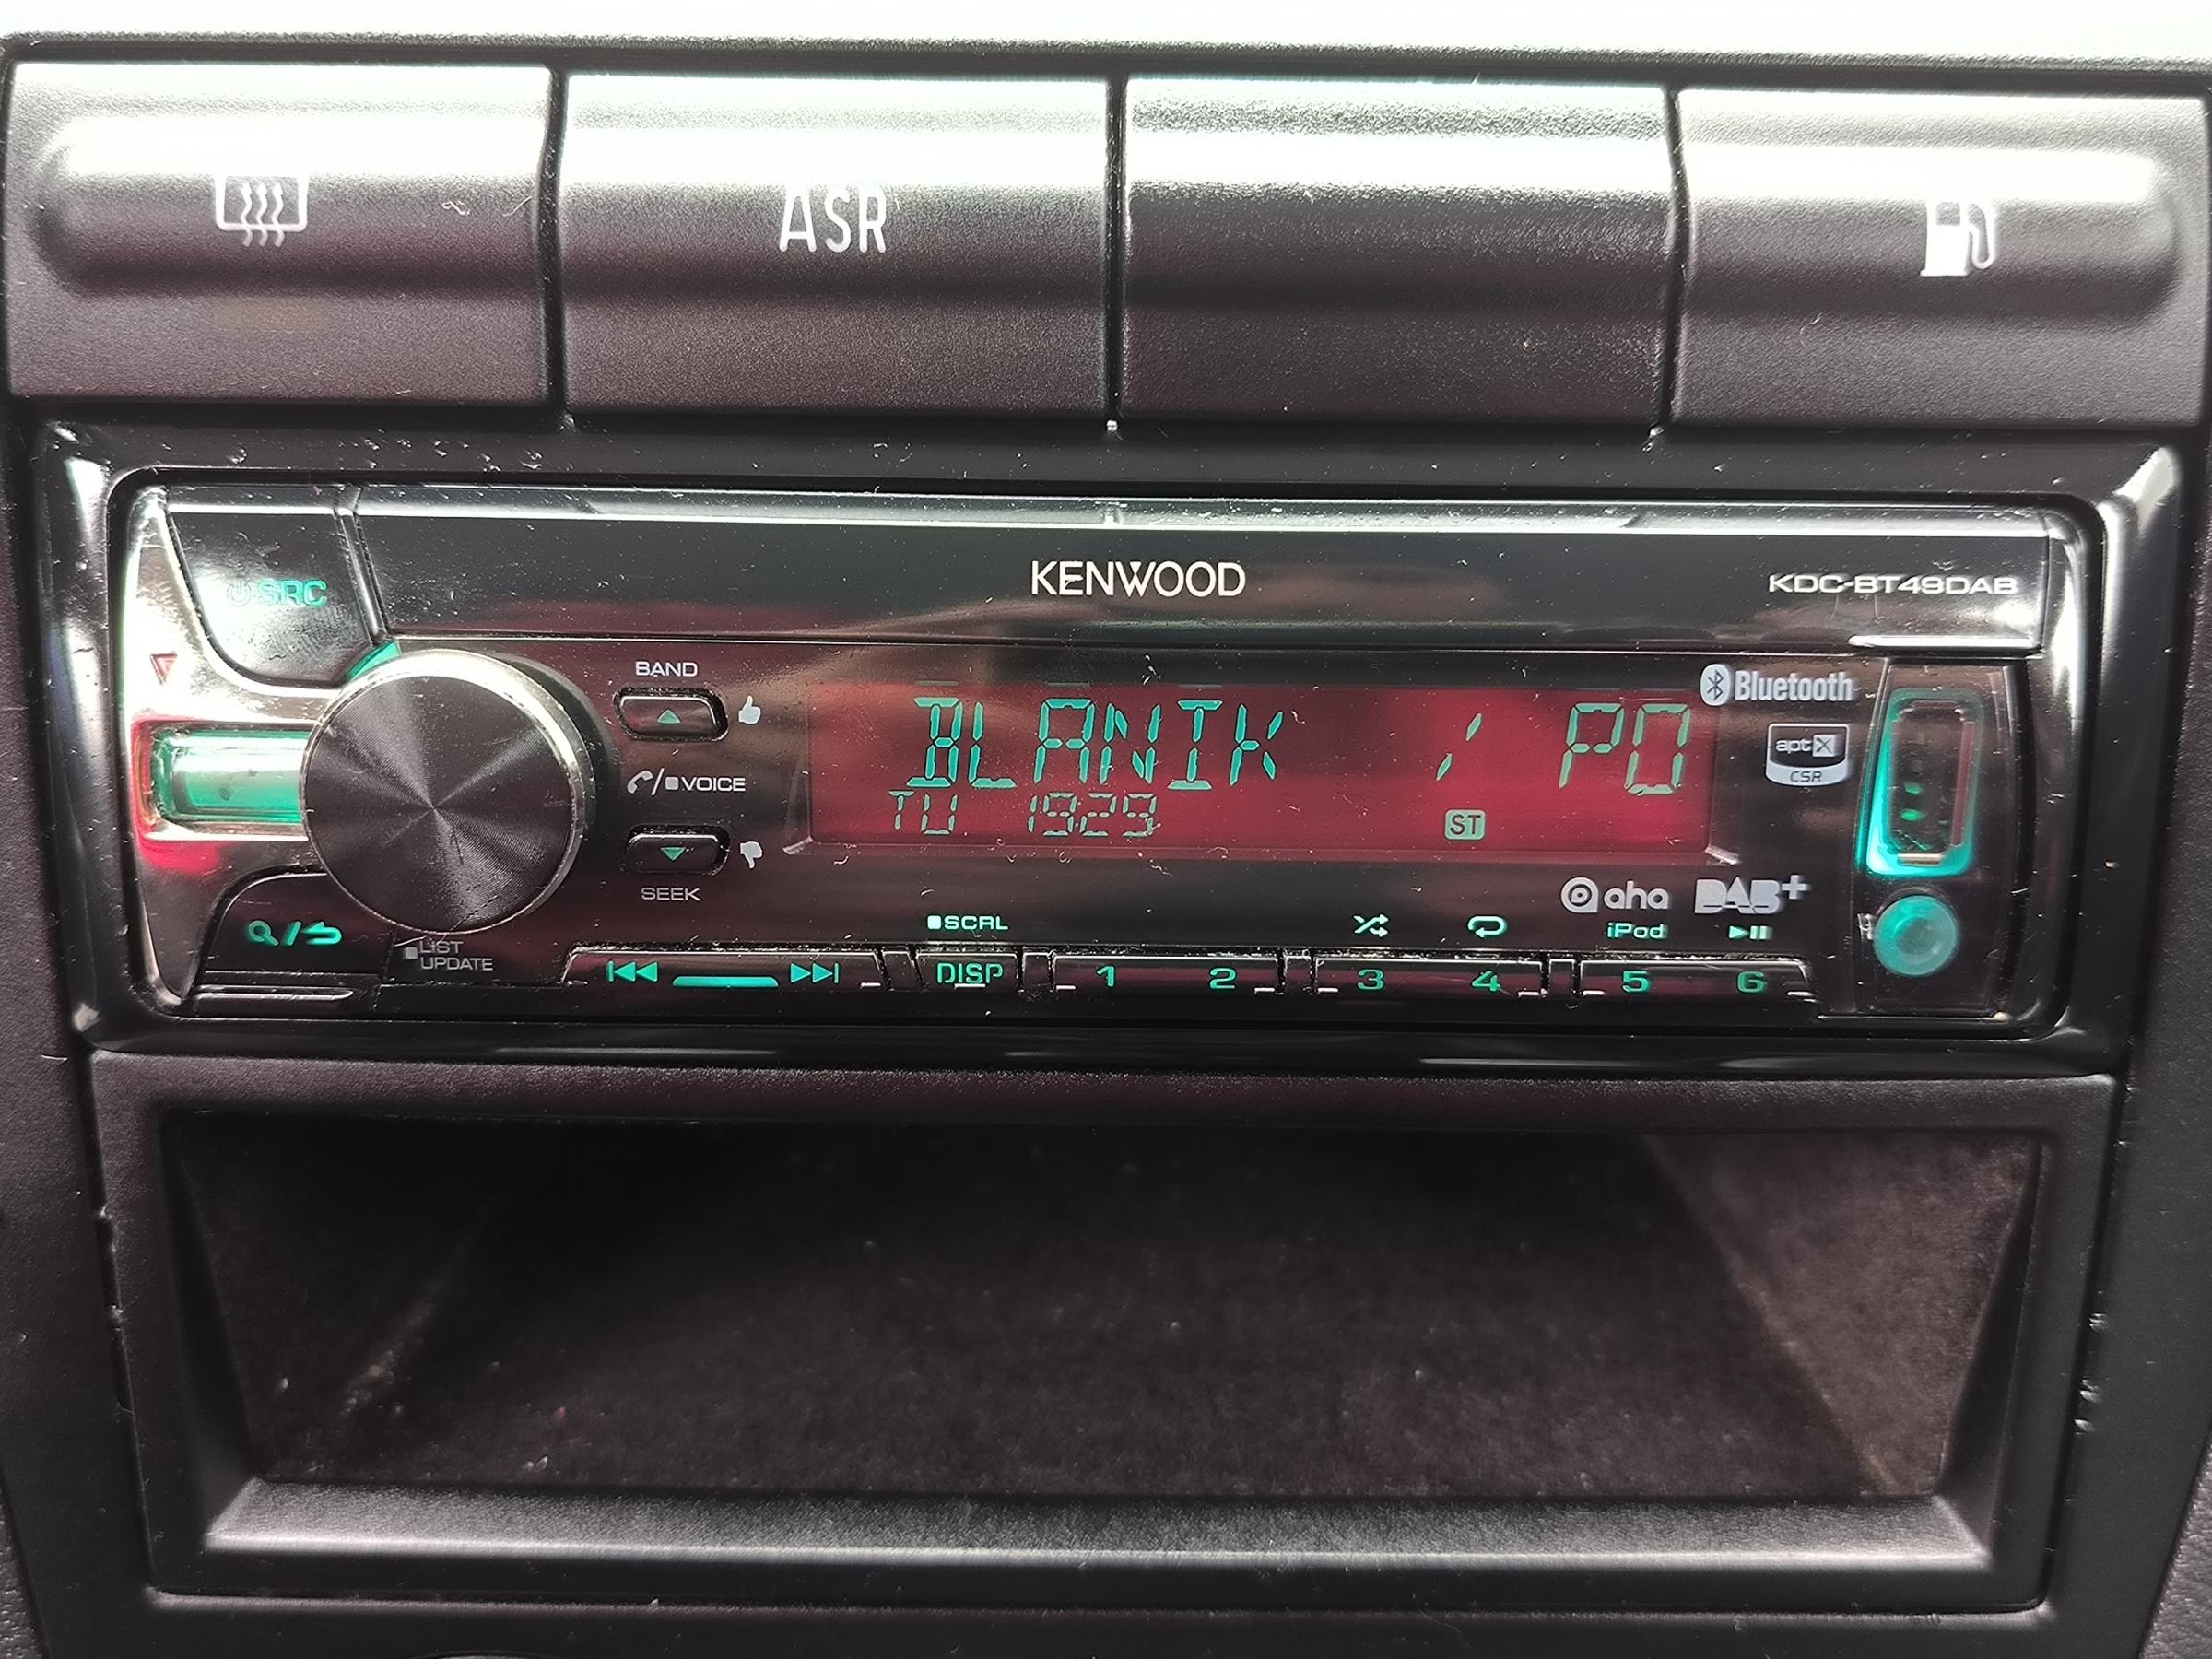 ASR
KENWOOD
KDC-BT49DAB
SRC
BAND
Bluetooth
BLANIK / PO
aptX
CSR
VOICE
TU 1929
ST
SEEK
aha DAB+
SCRL
iPod
LIST
UPDATE
DISP 1 2 3 4 5 6